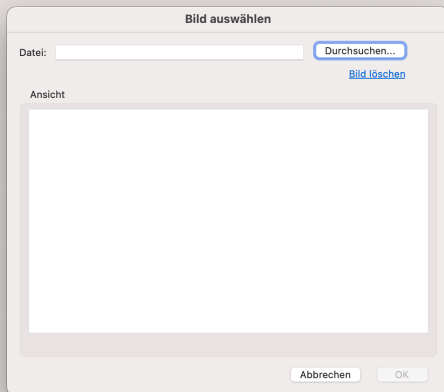 Bild auswählen
Datei:
Durchsuchen...
Bild löschen
Ansicht
Abbrechen
OK